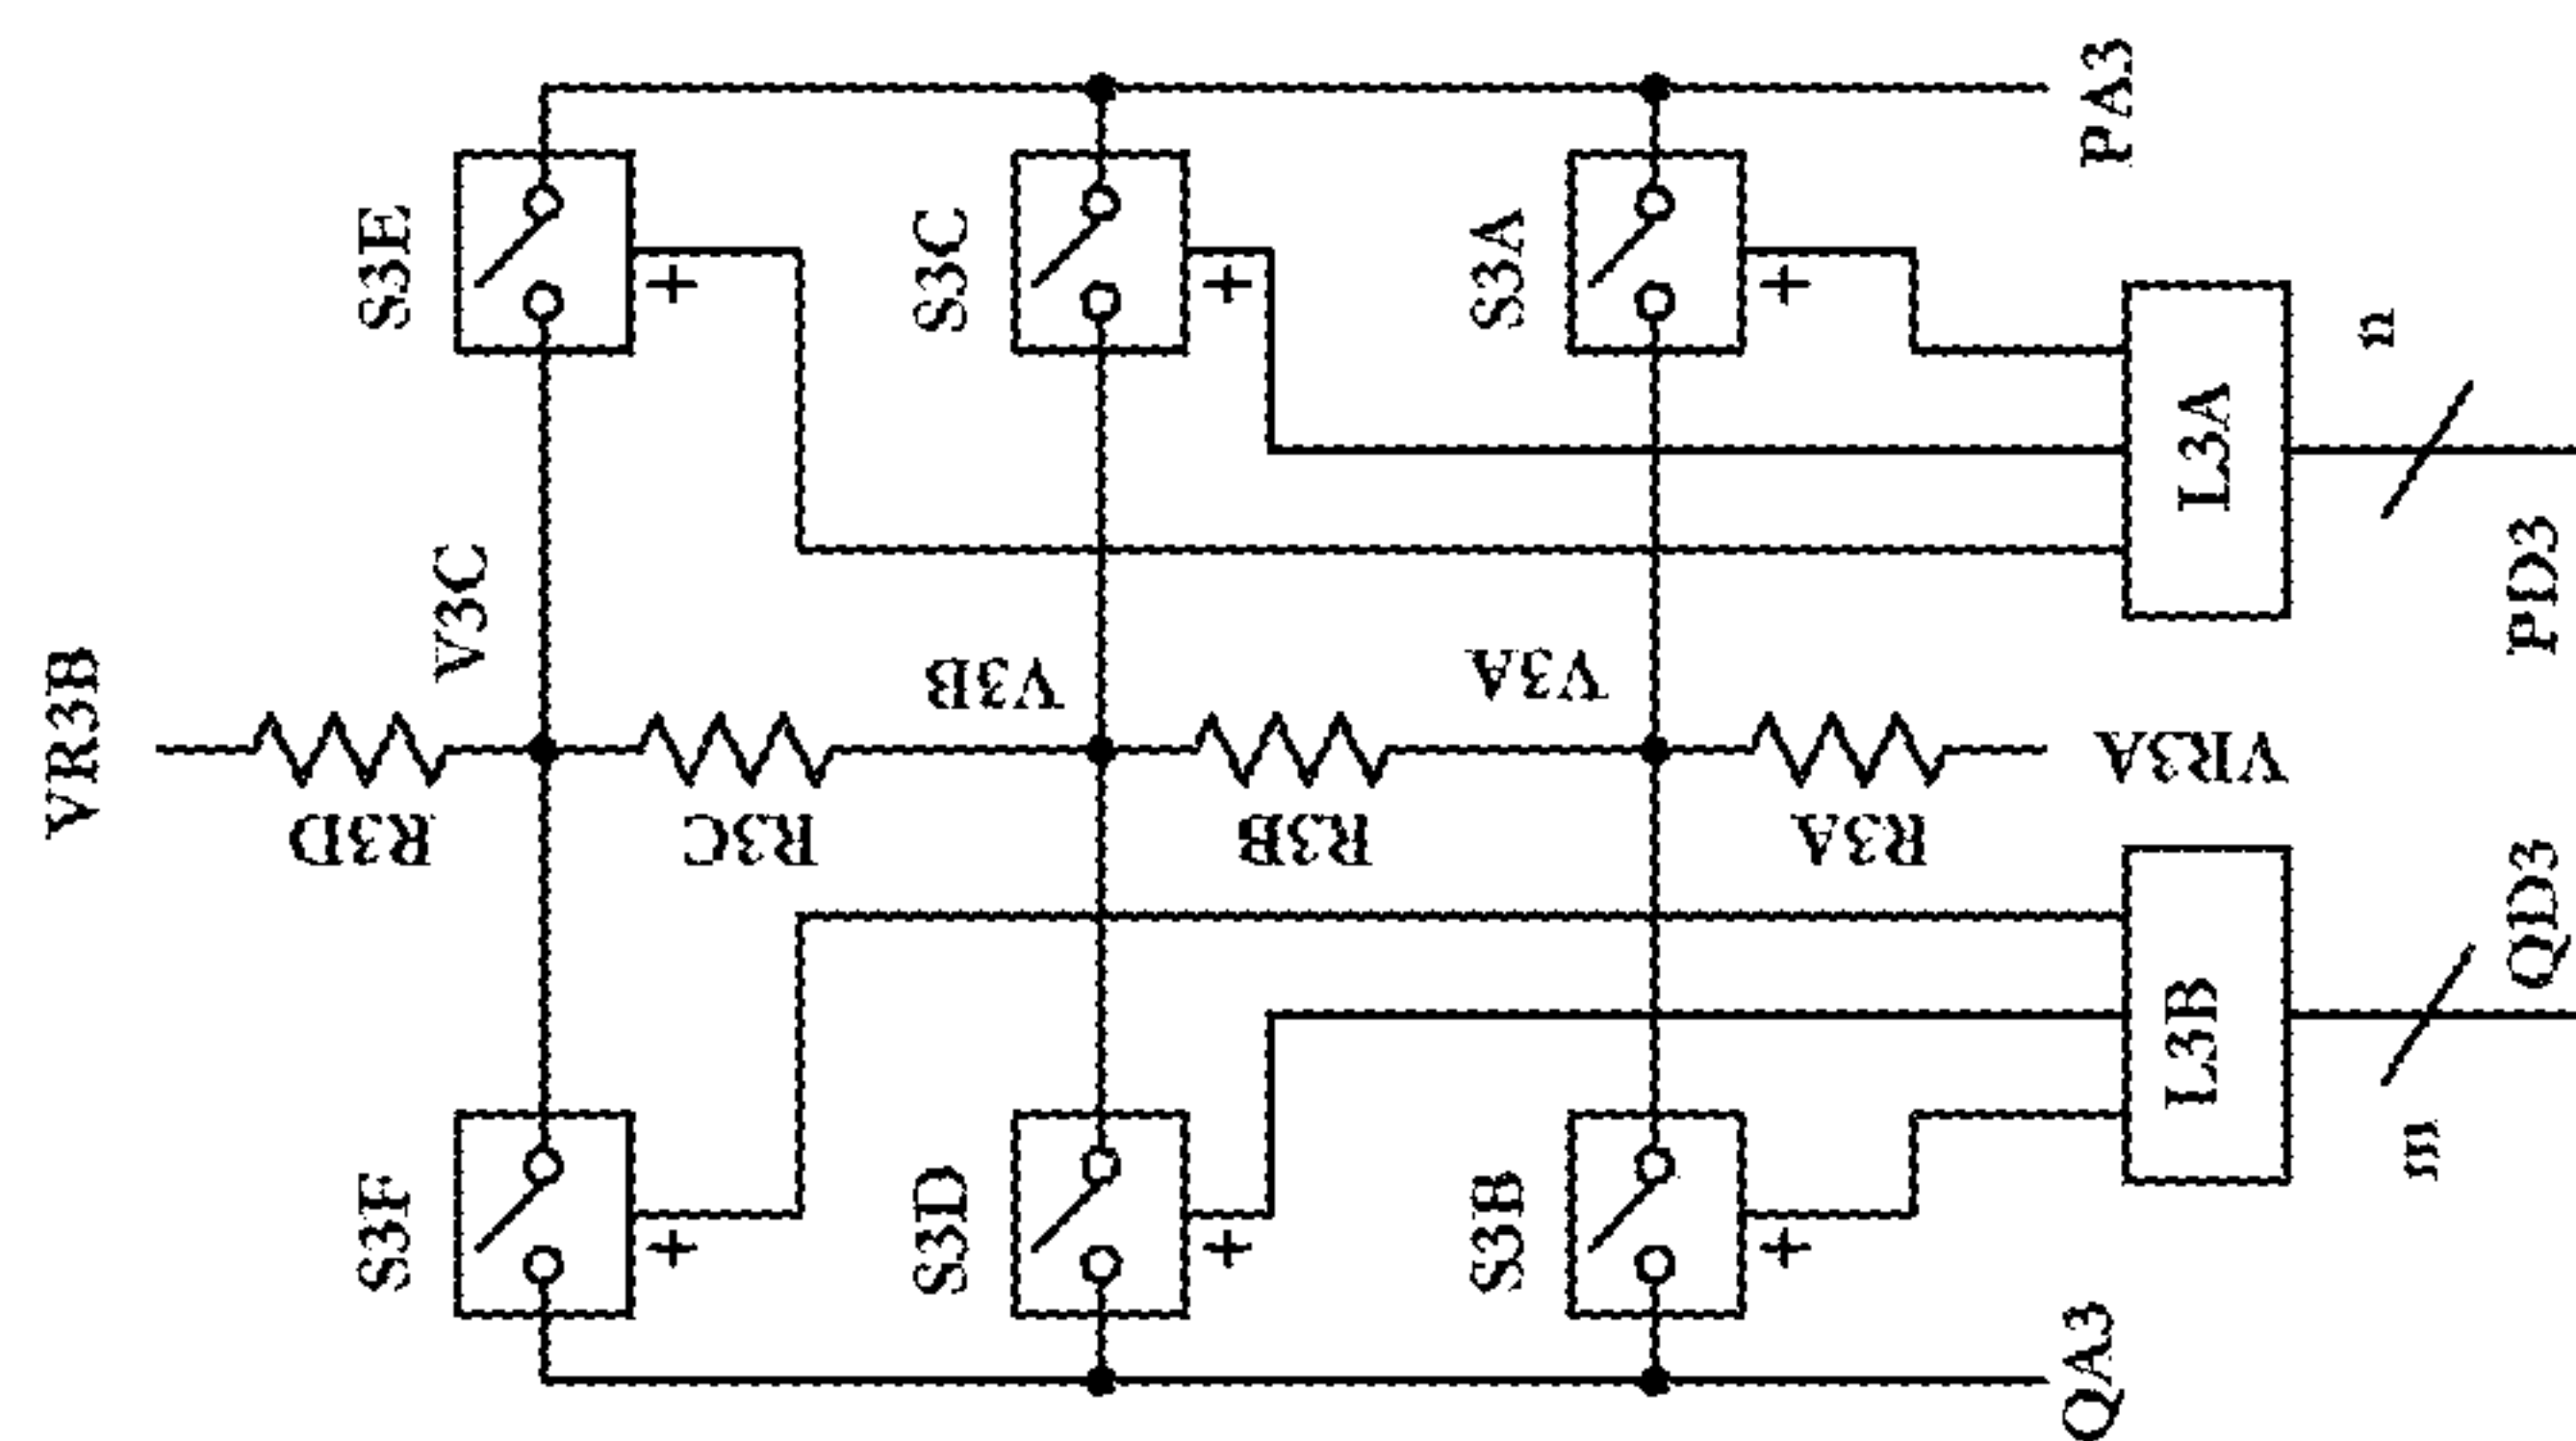 VR3B
R3D
V3C
S3F
S3E
+
+
R3C
V3B
S3D
S3C
+
+
R3B
V3A
S3B
S3A
+
+
R3A
VR3A
QA3
PA3
L3B
L3A
m
n
QD3
PD3